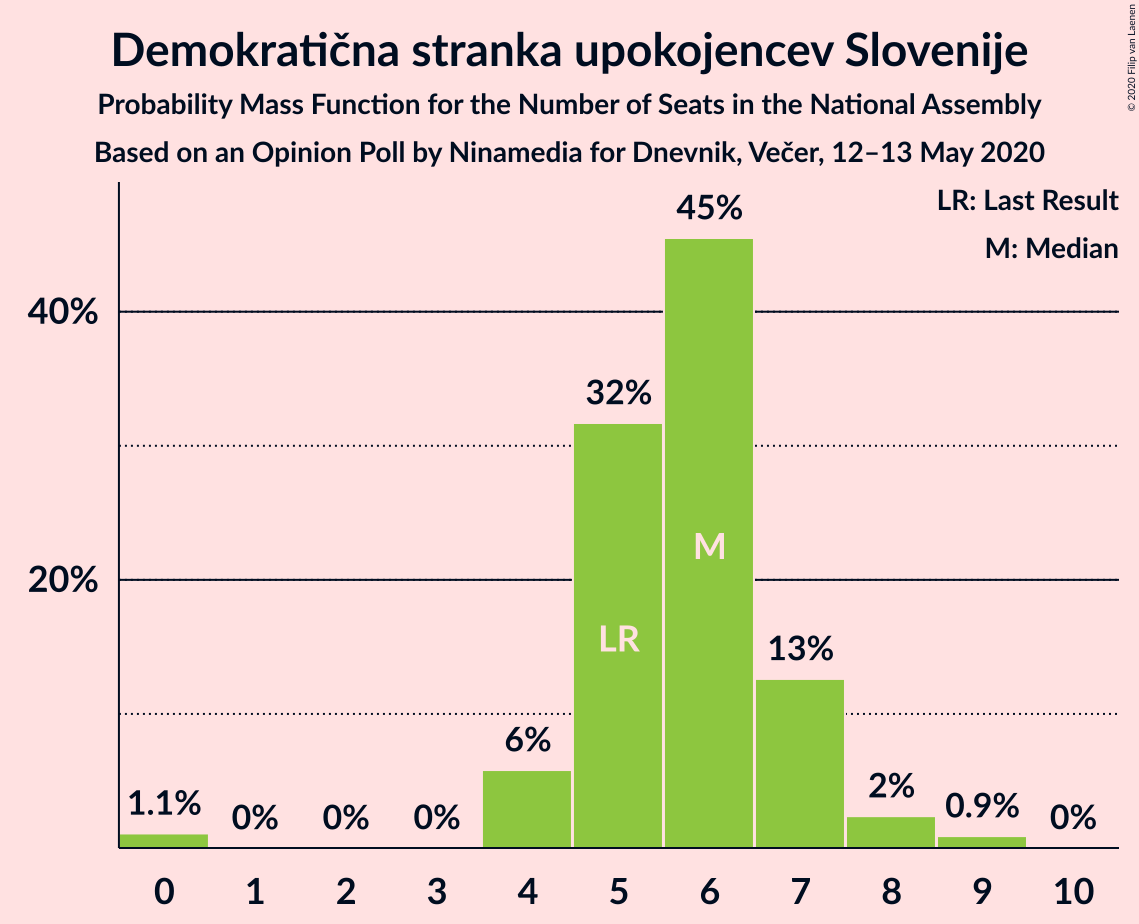 Demokratična stranka upokojencev Slovenije
Probability Mass Function for the Number of Seats in the National Assembly
Based on an Opinion Poll by Ninamedia for Dnevnik, Večer, 12–13 May 2020
© 2020 Filip van Laenen
LR: Last Result
M: Median
40%
20%
1.1%
0%
0%
0%
6%
32%
45%
13%
2%
0.9%
0%
LR
M
0 1 2 3 4 5 6 7 8 9 10